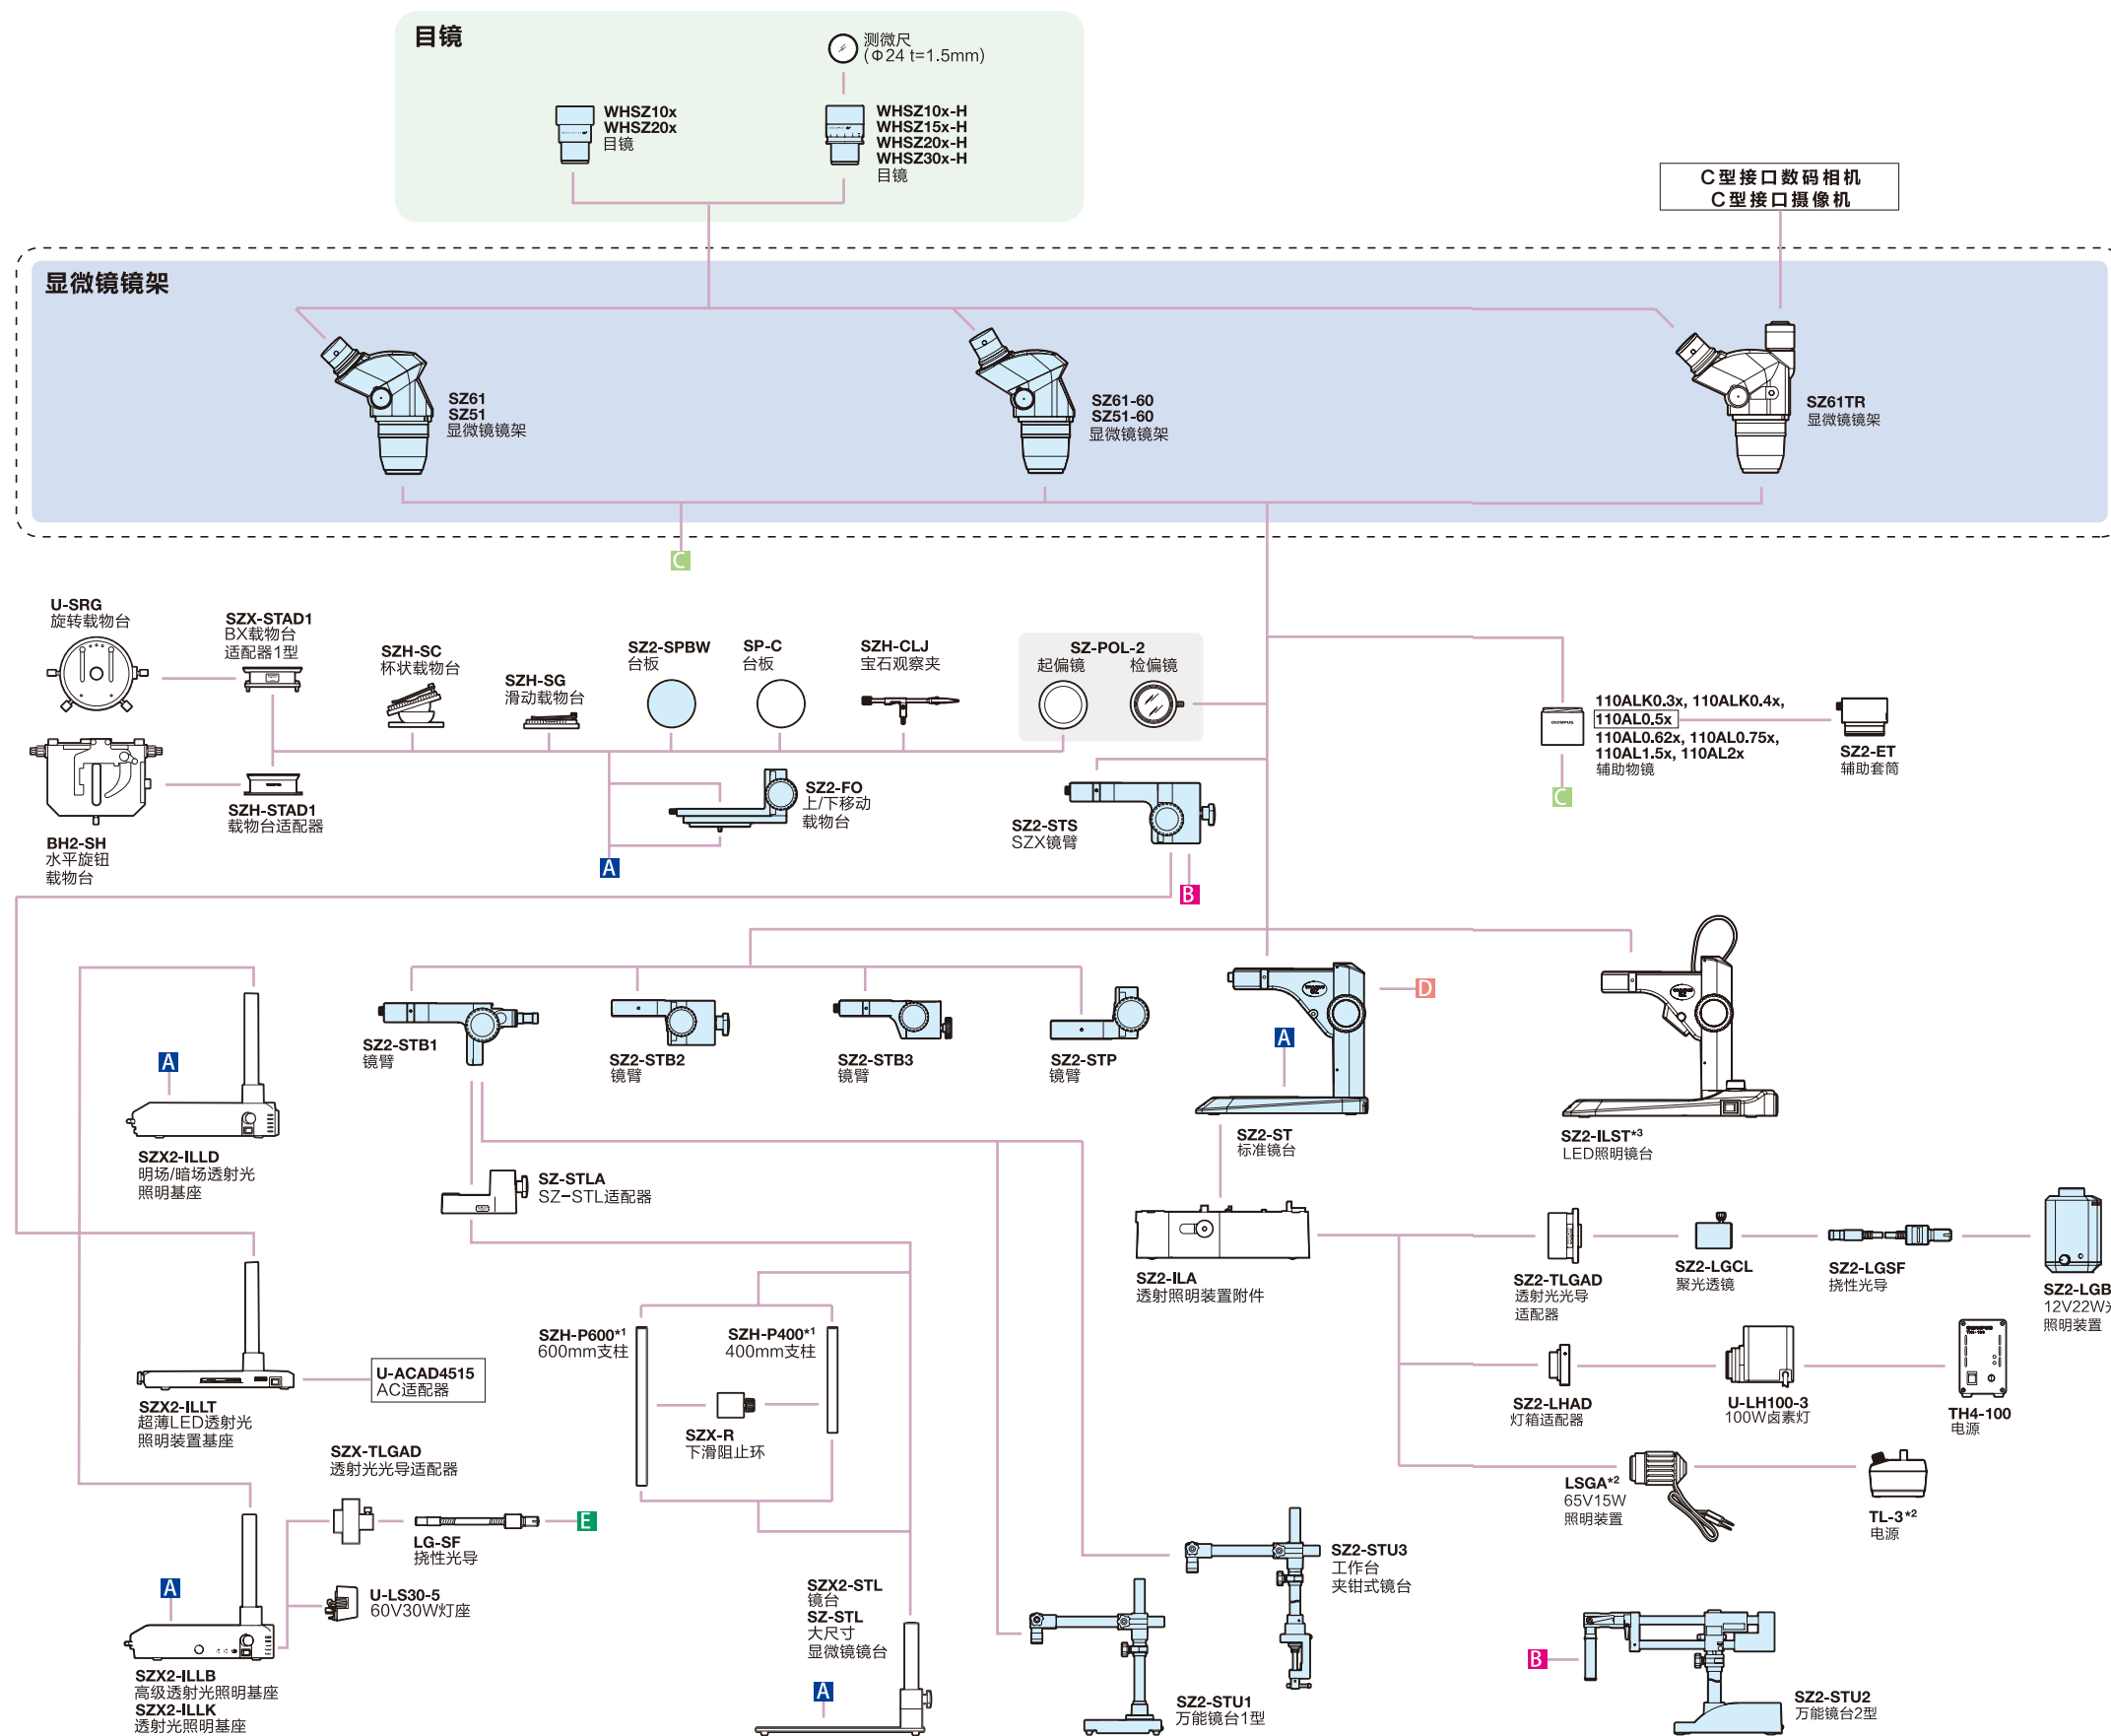 目镜
测微尺
(Φ24 t=1.5mm)
WHSZ10x
WHSZ20x
目镜
WHSZ10x-H
WHSZ15x-H
WHSZ20x-H
WHSZ30x-H
目镜
C型接口数码相机
C型接口摄像机
显微镜镜架
SZ61
SZ51
显微镜镜架
SZ61-60
SZ51-60
显微镜镜架
SZ61TR
显微镜镜架
C
U-SRG
旋转载物台
SZX-STAD1
BX载物台
适配器1型
SZH-SC
杯状载物台
SZH-SG
滑动载物台
SZ2-SPBW
台板
SP-C
台板
SZH-CLJ
宝石观察夹
SZ-POL-2
起偏镜
检偏镜
110ALK0.3x, 110ALK0.4x,
110AL0.5x
110AL0.62x, 110AL0.75x,
110AL1.5x, 110AL2x
辅助物镜
OLYMPUS
SZ2-ET
辅助套筒
C
BH2-SH
水平旋钮
载物台
SZH-STAD1
载物台适配器
SZ2-FO
上/下移动
载物台
A
SZ2-STS
SZX镜臂
B
SZ2-STB1
镜臂
SZ2-STB2
镜臂
SZ2-STB3
镜臂
SZ2-STP
镜臂
D
A
SZ2-ST
标准镜台
SZ2-ILST*3
LED照明镜台
A
SZX2-ILLD
明场/暗场透射光
照明基座
SZ-STLA
SZ-STL适配器
SZ2-ILA
透射照明装置附件
SZ2-TLGAD
透射光光导
适配器
SZ2-LGCL
聚光透镜
SZ2-LGSF
挠性光导
SZ2-LGB
12V22W
照明装置
SZX2-ILLT
超薄LED透射光
照明装置基座
U-ACAD4515
AC适配器
SZH-P600*1
600mm支柱
SZH-P400*1
400mm支柱
SZX-R
下滑阻止环
SZ2-LHAD
灯箱适配器
U-LH100-3
100W卤素灯
TH4-100
电源
LSGA*2
65V15W
照明装置
TL-3*2
电源
SZX-TLGAD
透射光光导适配器
LG-SF
挠性光导
E
U-LS30-5
60V30W灯座
A
SZX2-ILLB
高级透射光照明基座
SZX2-ILLK
透射光照明基座
SZX2-STL
镜台
SZ-STL
大尺寸
显微镜镜台
A
SZ2-STU1
万能镜台1型
SZ2-STU3
工作台
夹钳式镜台
B
SZ2-STU2
万能镜台2型